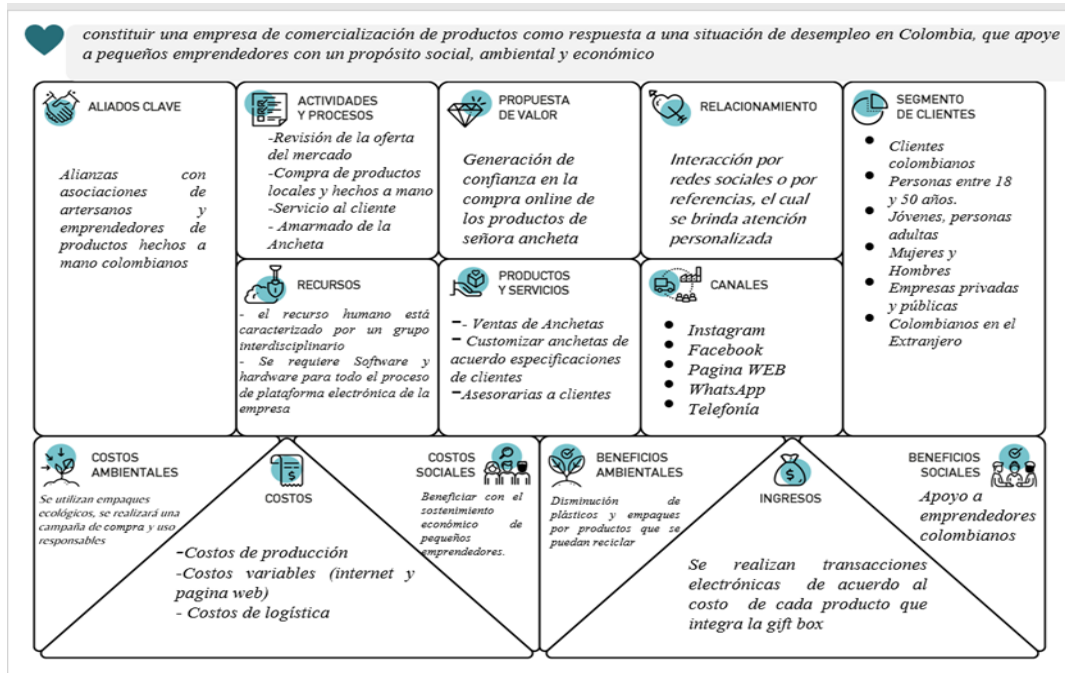 constituir una empresa de comercialización de productos como respuesta a una situación de desempleo en Colombia, que apoye
a pequeños emprendedores con un propósito social, ambiental y económico
ALIADOS CLAVE
Alianzas con
asociaciones de
artersanos y
emprendedores de
productos hechos a
mano colombianos
ACTIVIDADES
Y PROCESOS
-Revisión de la oferta
del mercado
-Compra de productos
locales y hechos a mano
-Servicio al cliente
- Amarmado de la
Ancheta
RECURSOS
- el recurso humano está
caracterizado por un grupo
interdisciplinario
- Se requiere Software y
hardware para todo el proceso
de plataforma electrónica de la
empresa
PROPUESTA
DE VALOR
Generación de
confianza en la
compra online de
los productos de
señora ancheta
PRODUCTOS
Y SERVICIOS
-- Ventas de Anchetas
- Customizar anchetas de
acuerdo especificaciones
de clientes
-Asesorarias a clientes
RELACIONAMIENTO
Interacción por
redes sociales o por
referencias, el cual
se brinda atención
personalizada
CANALES
• Instagram
• Facebook
• Pagina WEB
• WhatsApp
• Telefonía
SEGMENTO
DE CLIENTES
• Clientes
colombianos
• Personas entre 18
y 50 años.
• Jóvenes, personas
adultas
• Mujeres y
Hombres
• Empresas privadas
y públicas
• Colombianos en el
Extranjero
COSTOS
AMBIENTALES
Se utilizan empaques
ecológicos, se realizará una
campaña de compra y uso
responsables
COSTOS
-Costos de producción
-Costos variables (internet y
pagina web)
- Costos de logística
COSTOS
SOCIALES
Beneficiar con el
sostenimiento
económico de
pequeños
emprendedores.
BENEFICIOS
AMBIENTALES
Disminución de
plásticos y empaques
por productos que se
puedan reciclar
INGRESOS
Se realizan transacciones
electrónicas de acuerdo al
costo de cada producto que
integra la gift box
BENEFICIOS
SOCIALES
Apoyo a
emprendedores
colombianos